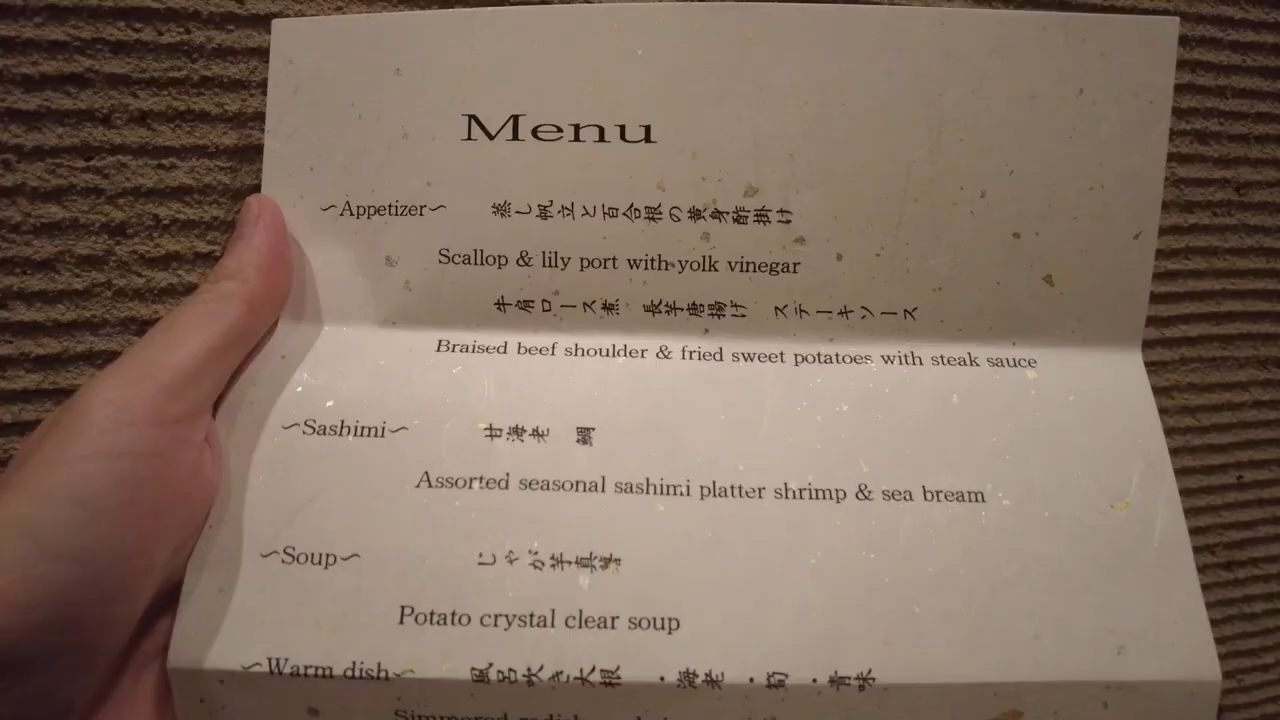 Menu
~Appetizer~ 蒸し帆立と百合根の黄身酢掛け
Scallop & lily port with yolk vinegar
牛肩ロース煮 長芋唐揚げ ステーキソース
Braised beef shoulder & fried sweet potatoes with steak sauce
~Sashimi~ 甘海老 鯛
Assorted seasonal sashimi platter shrimp & sea bream
~Soup~ じゃが芋真薯
Potato crystal clear soup
~Warm dish~ 風呂吹き大根 ・海老 ・筍 ・青味
Simmered